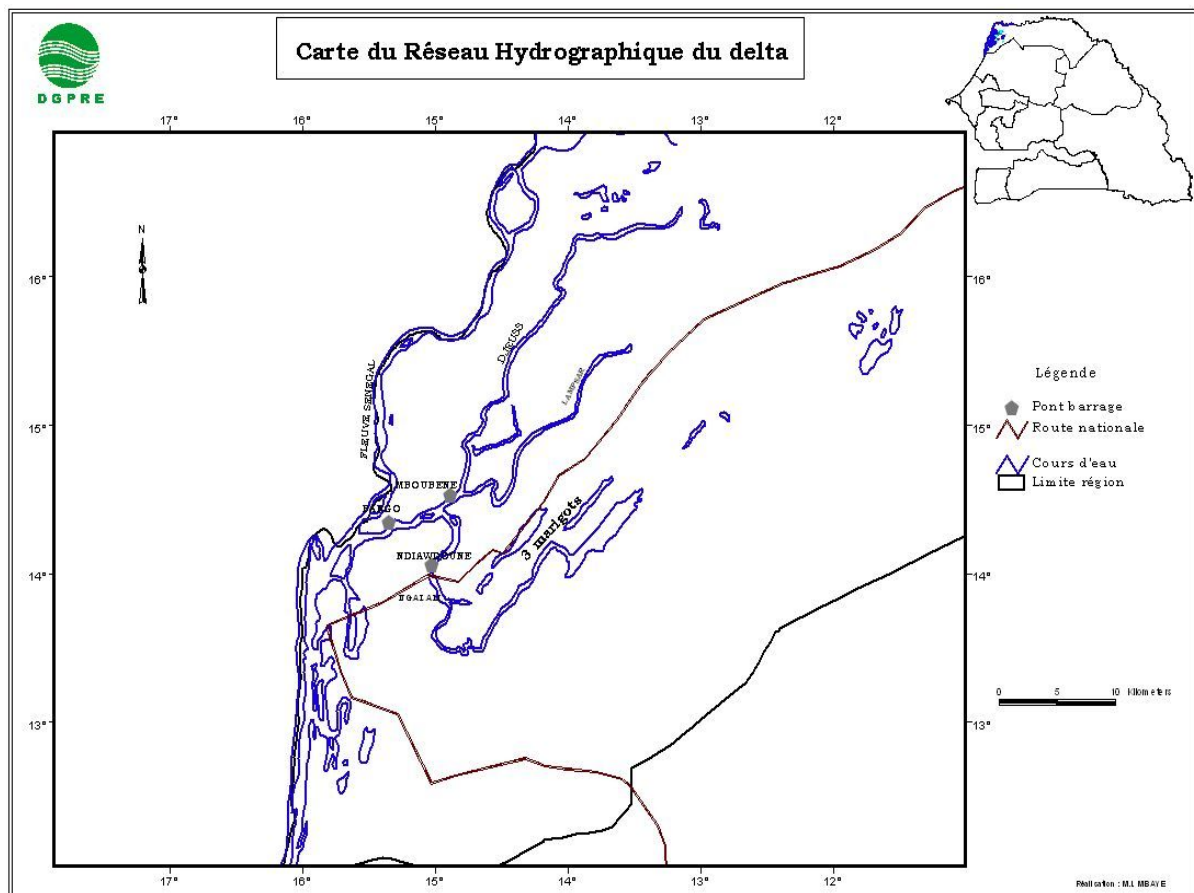 Carte du Réseau Hydrographique du delta
DGPRE
17° 16° 15° 14° 13° 12°
N
16° 16°
DJEUSS
FLEUVE SENEGAL
LAMPSAR
Légende
Pont barrage
15° 15°
Route nationale
Cours d'eau
Limite région
MBOUBENE
3 marigots
NDIAWDOUNE
14° 14°
NGALAM
0 5 10 Kilometers
13° 13°
17° 16° 15° 14° 13° 12°
Réalisation : M.I. MBAYE